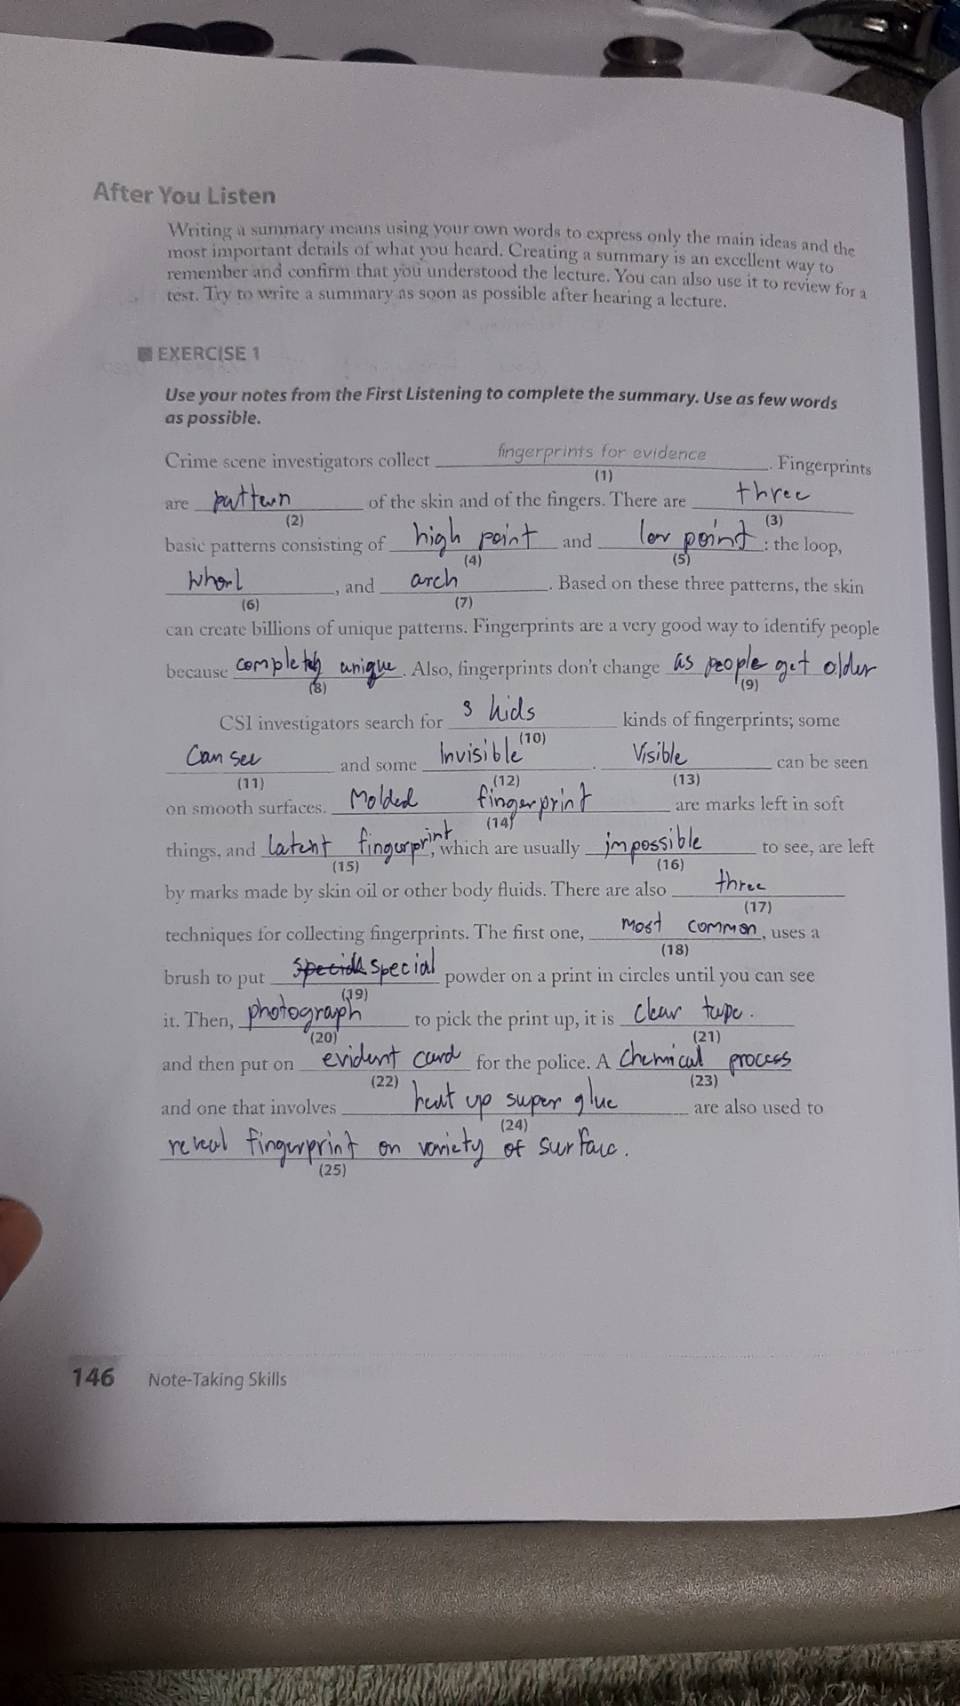 After You Listen
Writing a summary means using your own words to express only the main ideas and the
most important details of what you heard. Creating a summary is an excellent way to
remember and confirm that you understood the lecture. You can also use it to review for a
test. Try to write a summary as soon as possible after hearing a lecture.
EXERCISE 1
Use your notes from the First Listening to complete the summary. Use as few words
as possible.
Crime scene investigators collect fingerprints for evidence. Fingerprints
(1)
are pattern of the skin and of the fingers. There are three
(2) (3)
basic patterns consisting of high point and low point: the loop,
(4) (5)
whorl, and arch. Based on these three patterns, the skin
(6) (7)
can create billions of unique patterns. Fingerprints are a very good way to identify people
because completely unique. Also, fingerprints don't change as people get older
(8) (9)
CSI investigators search for 3 kids kinds of fingerprints; some
(10)
Can see and some Invisible. Visible can be seen
(11) (12) (13)
on smooth surfaces. Molded fingerprint are marks left in soft
(14)
things, and latent fingerprint, which are usually impossible to see, are left
(15) (16)
by marks made by skin oil or other body fluids. There are also three
(17)
techniques for collecting fingerprints. The first one, most common, uses a
(18)
brush to put special powder on a print in circles until you can see
(19)
it. Then, photograph to pick the print up, it is clear tape.
(20) (21)
and then put on evident card for the police. A chemical process
(22) (23)
and one that involves heat up super glue are also used to
(24)
reveal fingerprint on variety of surface.
(25)
146 Note-Taking Skills